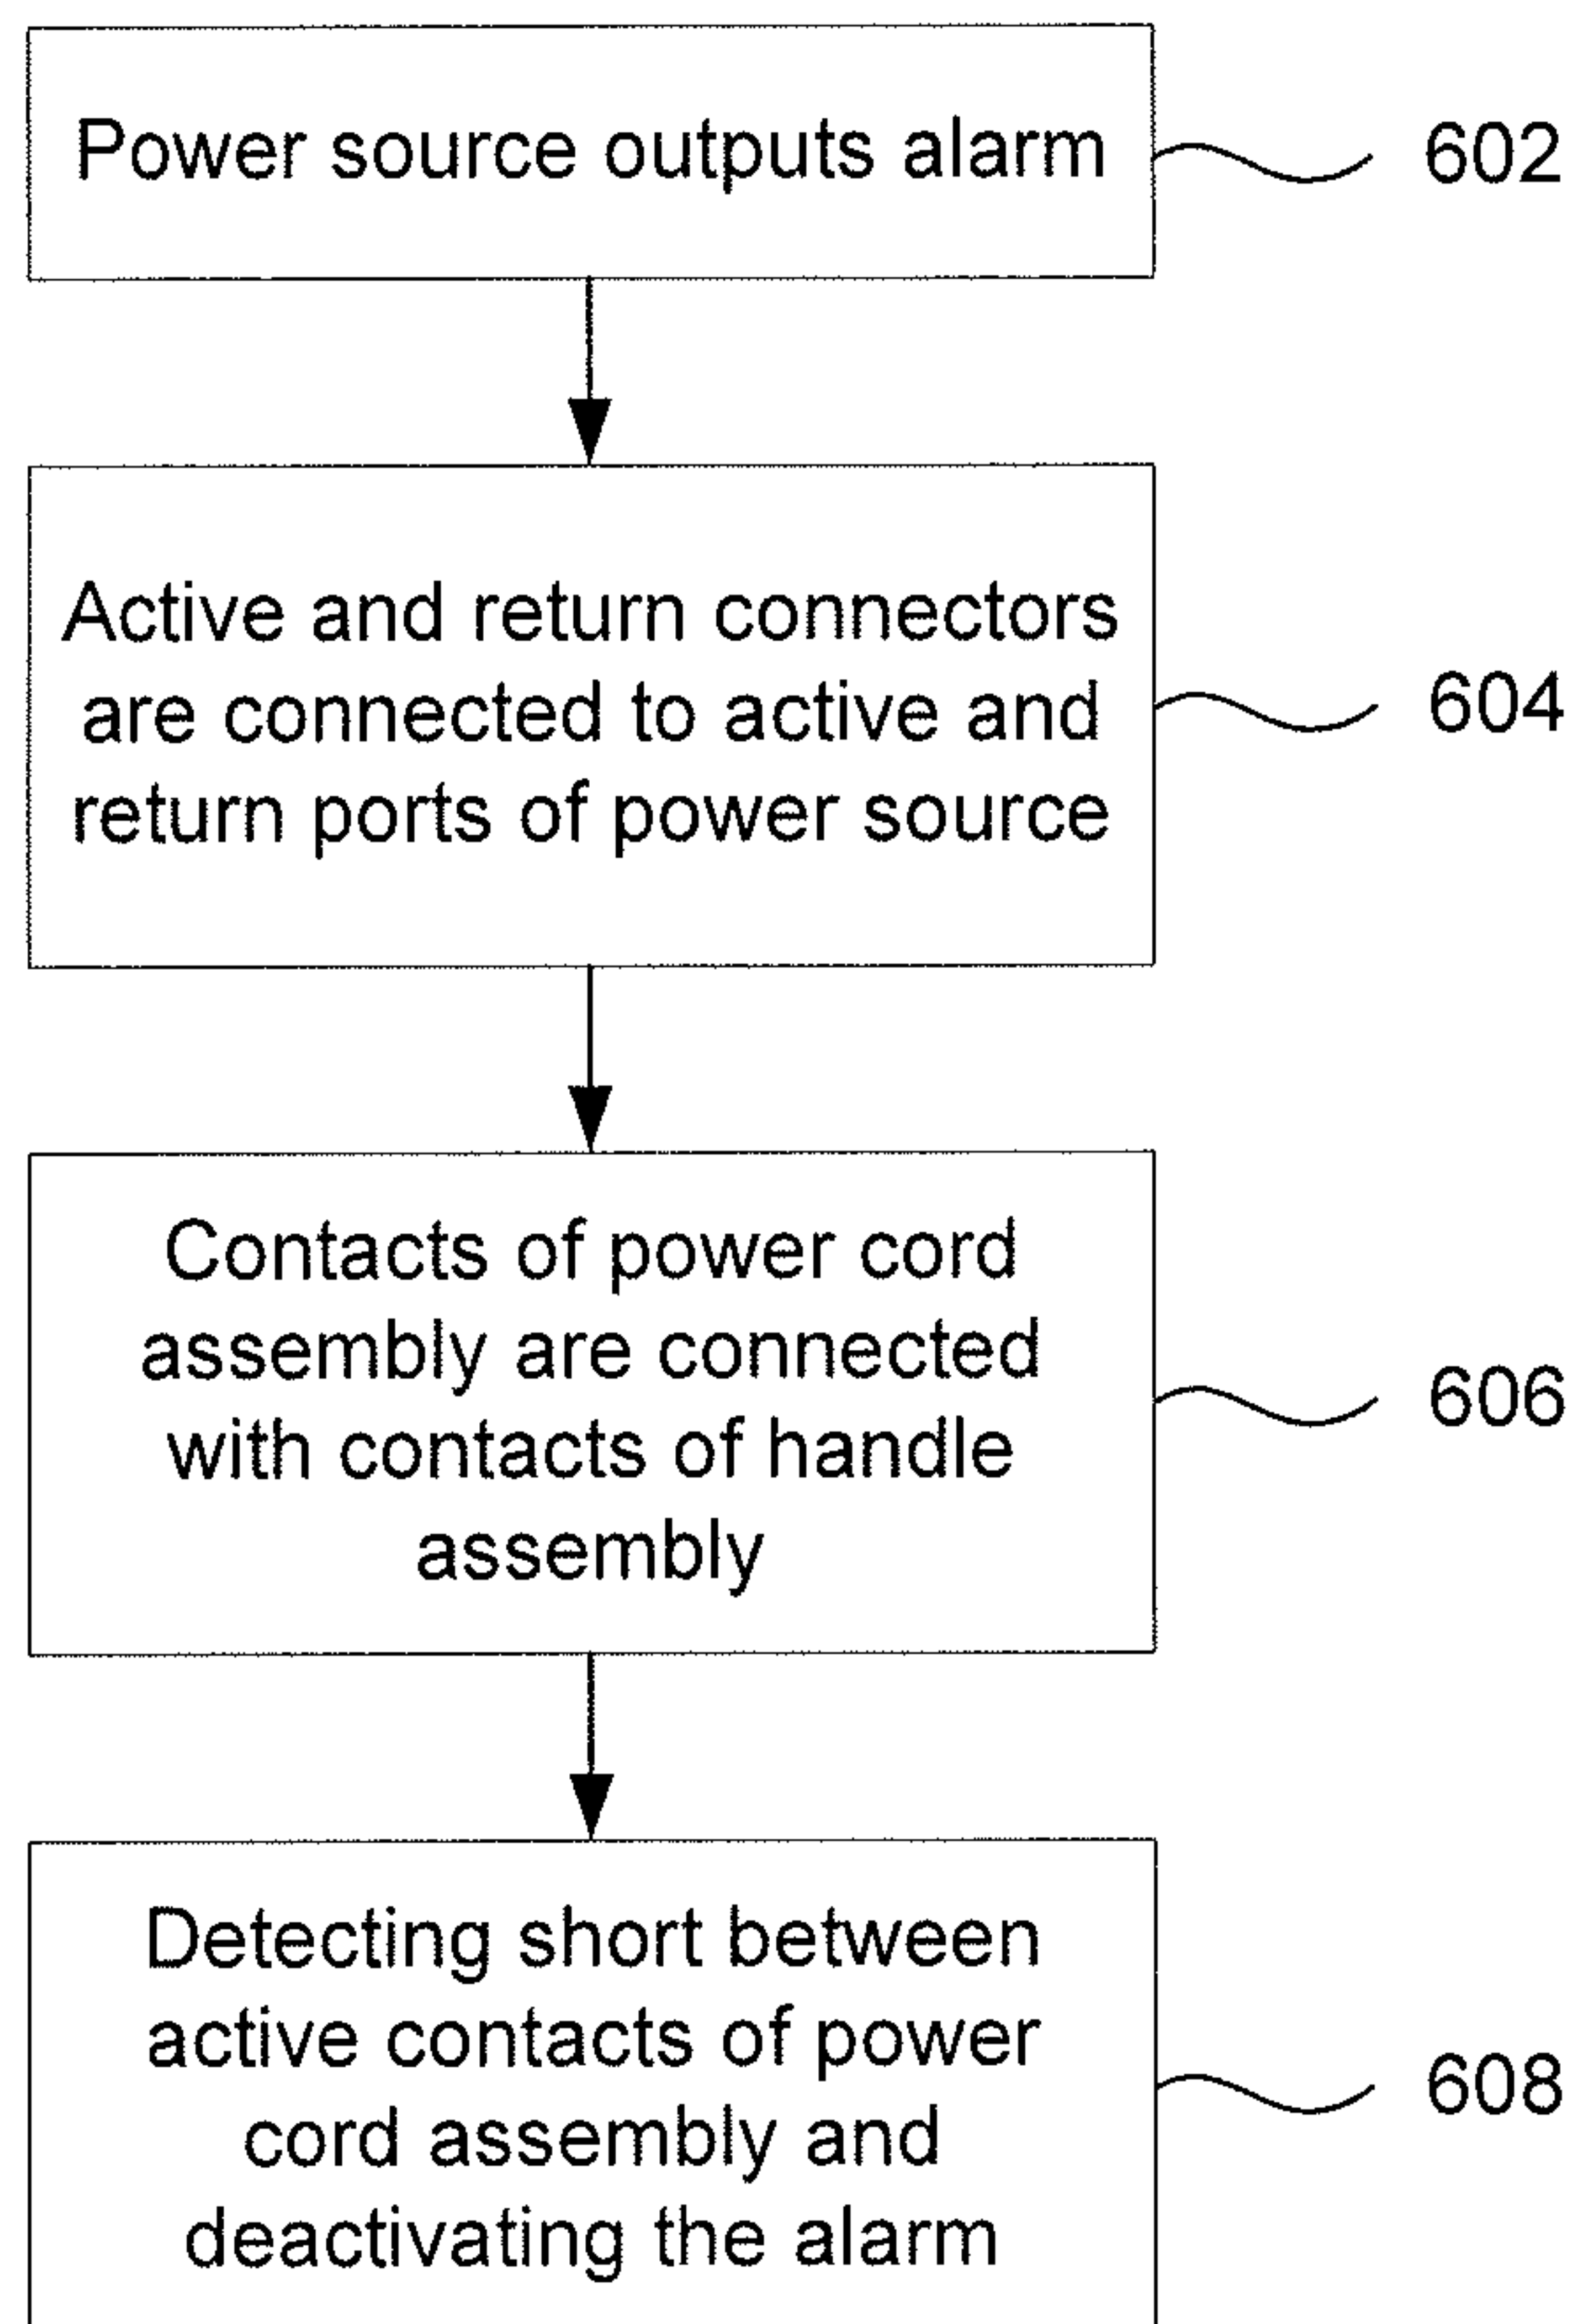 Power source outputs alarm
602
Active and return connectors
are connected to active and
return ports of power source
604
Contacts of power cord
assembly are connected
with contacts of handle
assembly
606
Detecting short between
active contacts of power
cord assembly and
deactivating the alarm
608